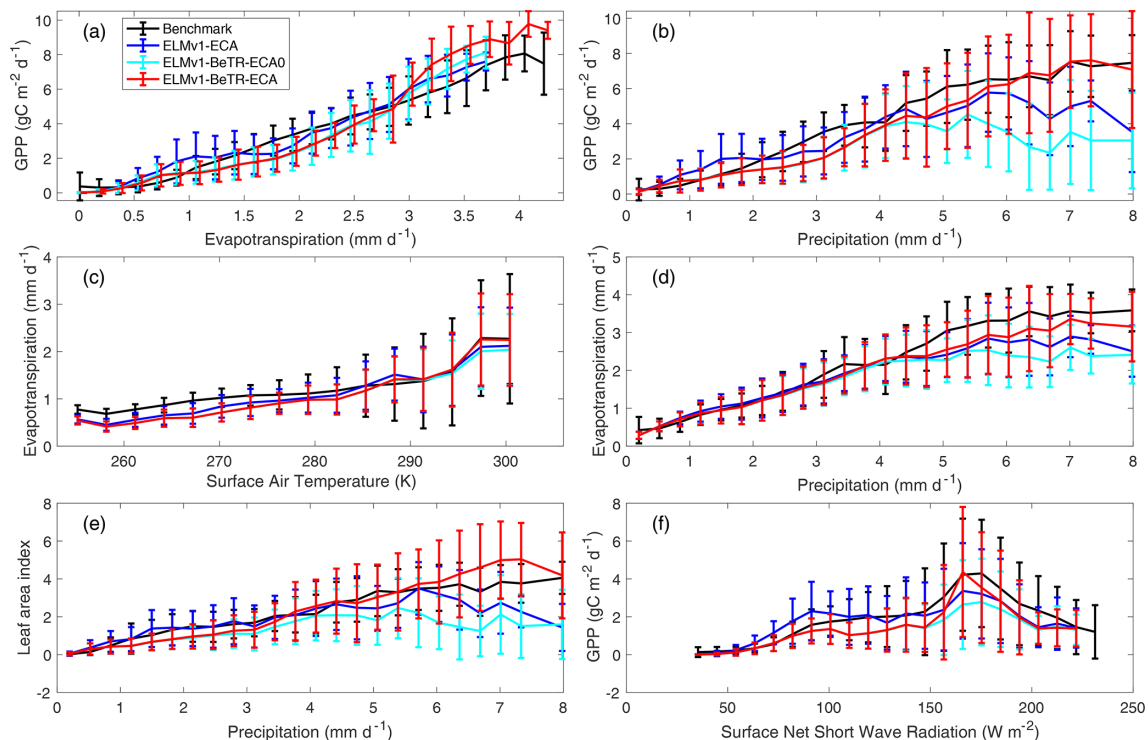 (a)
Benchmark
ELMv1-ECA
ELMv1-BeTR-ECA0
ELMv1-BeTR-ECA
GPP (gC m-2 d-1)
10
8
6
4
2
0
0 0.5 1 1.5 2 2.5 3 3.5 4
Evapotranspiration (mm d-1)
(b)
GPP (gC m-2 d-1)
10
8
6
4
2
0
0 1 2 3 4 5 6 7 8
Precipitation (mm d-1)
(c)
Evapotranspiration (mm d-1)
4
3
2
1
0
260 270 280 290 300
Surface Air Temperature (K)
(d)
Evapotranspiration (mm d-1)
5
4
3
2
1
0
0 1 2 3 4 5 6 7 8
Precipitation (mm d-1)
(e)
Leaf area index
8
6
4
2
0
-2
0 1 2 3 4 5 6 7 8
Precipitation (mm d-1)
(f)
GPP (gC m-2 d-1)
8
6
4
2
0
-2
50 100 150 200 250
Surface Net Short Wave Radiation (W m-2)